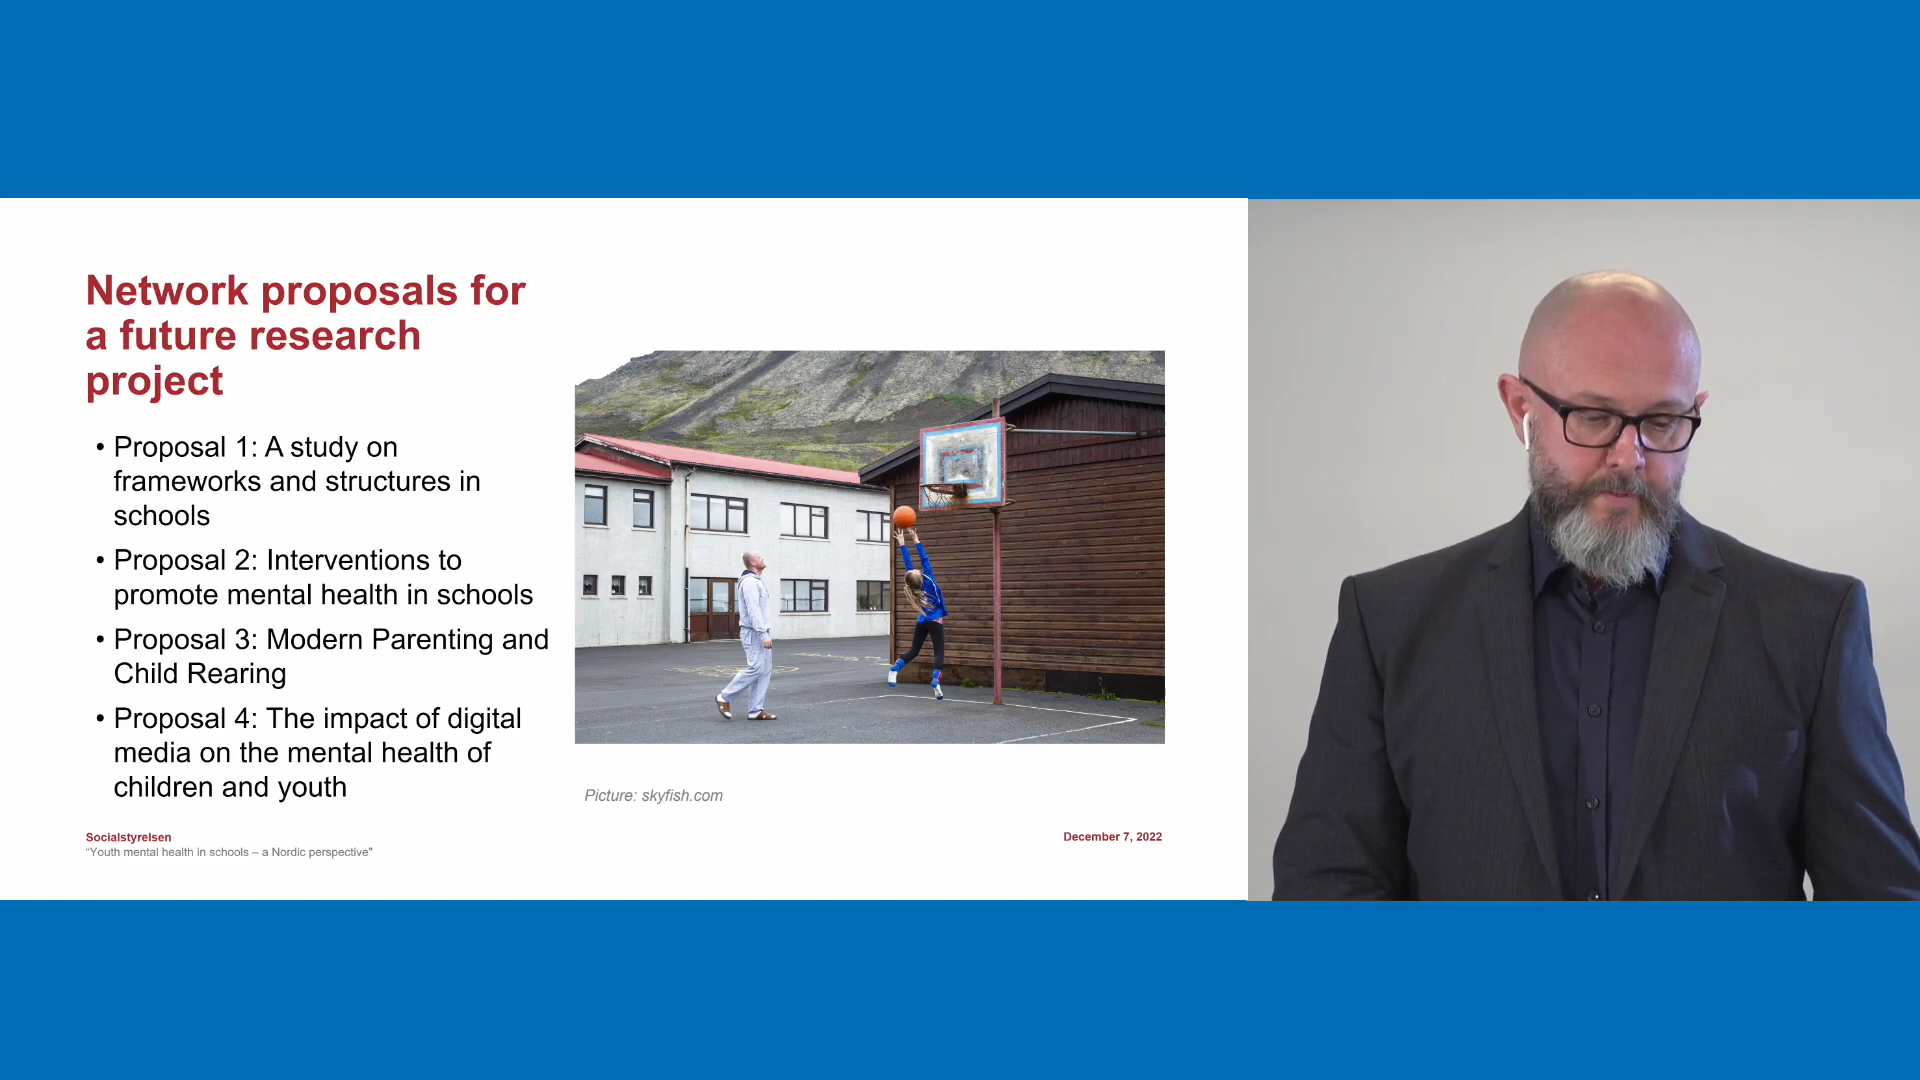 Network proposals for
a future research
project
• Proposal 1: A study on
frameworks and structures in
schools
• Proposal 2: Interventions to
promote mental health in schools
• Proposal 3: Modern Parenting and
Child Rearing
• Proposal 4: The impact of digital
media on the mental health of
children and youth
Picture: skyfish.com
Socialstyrelsen
“Youth mental health in schools – a Nordic perspective”
December 7, 2022